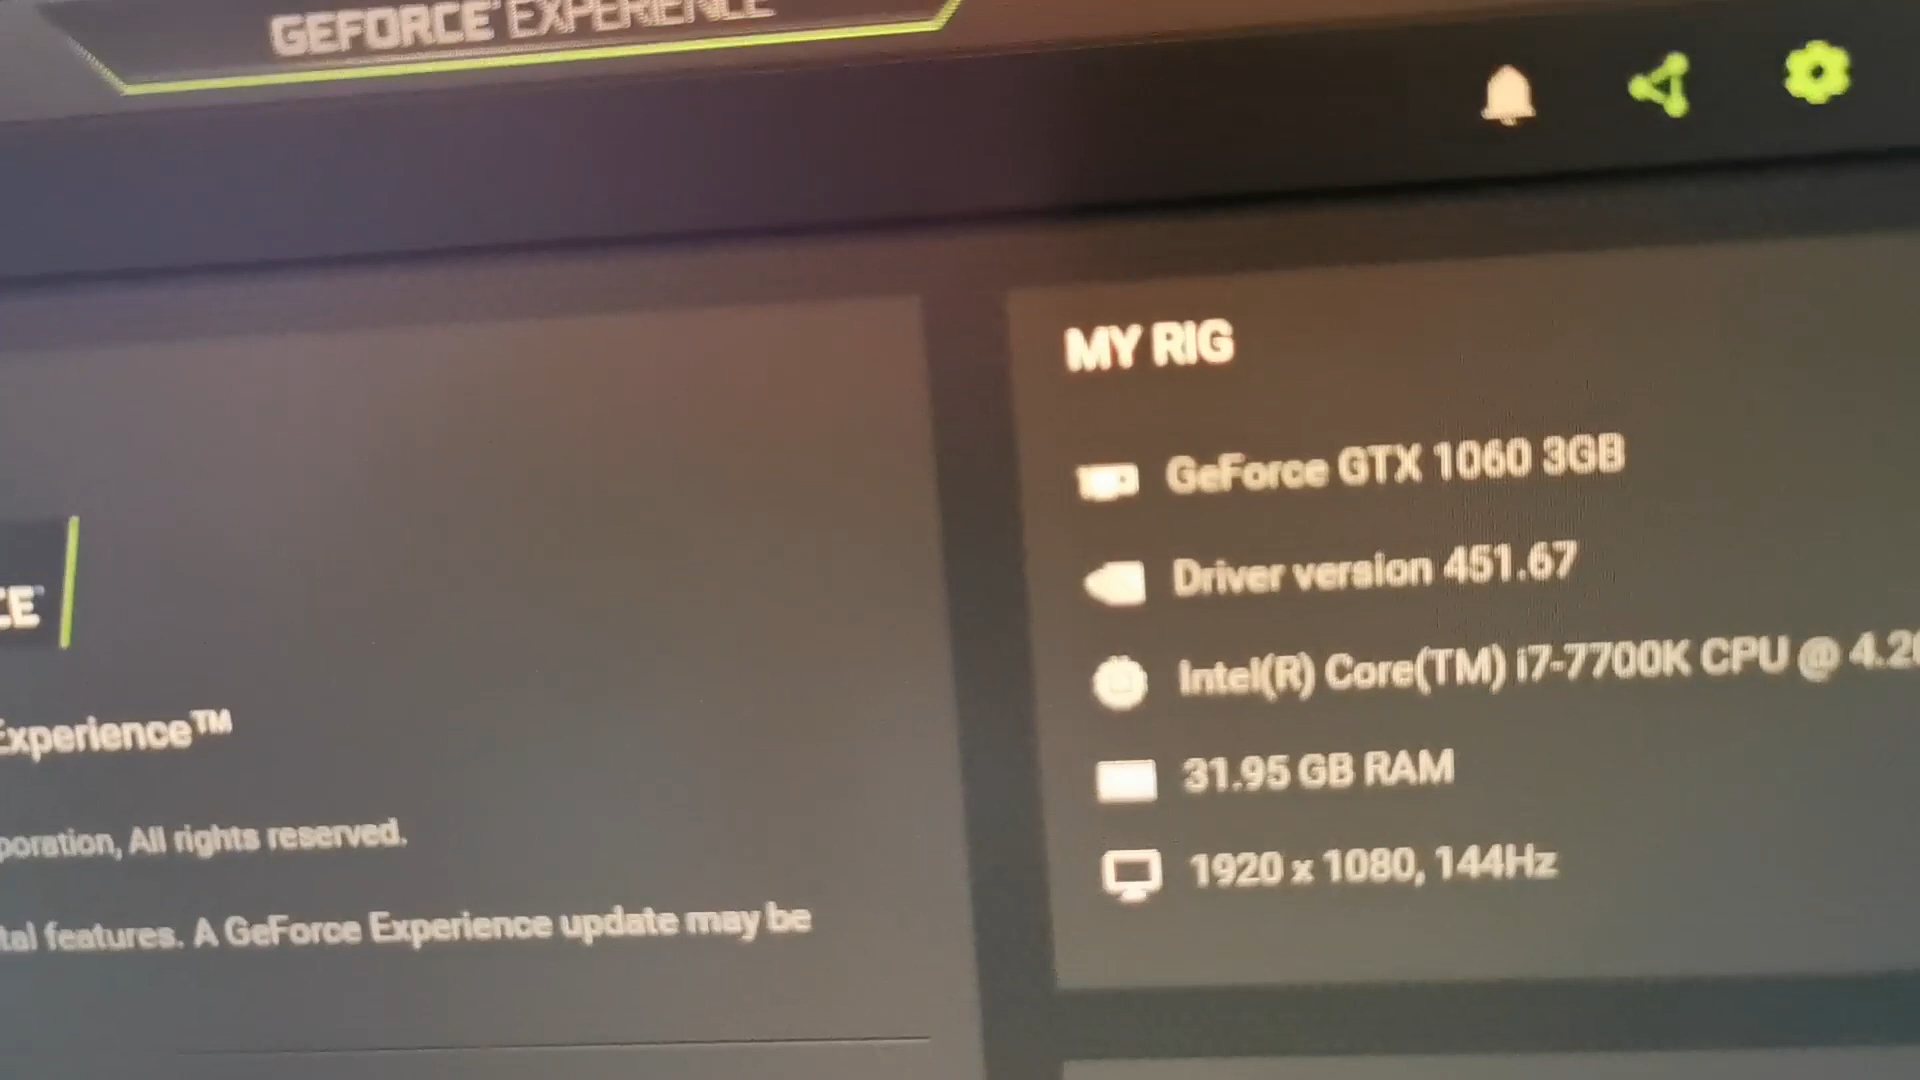 GEFORCE EXPERIENCE
MY RIG
GeForce GTX 1060 3GB
Driver version 451.67
CE
Intel(R) Core(TM) i7-7700K CPU @ 4.20
Experience™
31.95 GB RAM
poration, All rights reserved.
1920 x 1080, 144Hz
tal features. A GeForce Experience update may be